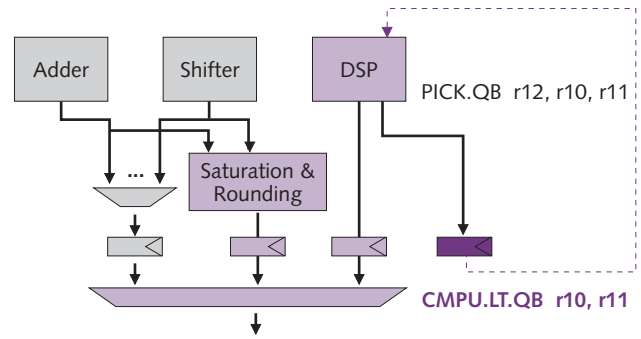 Adder
Shifter
DSP
PICK.QB r12, r10, r11
...
Saturation &
Rounding
CMPU.LT.QB r10, r11